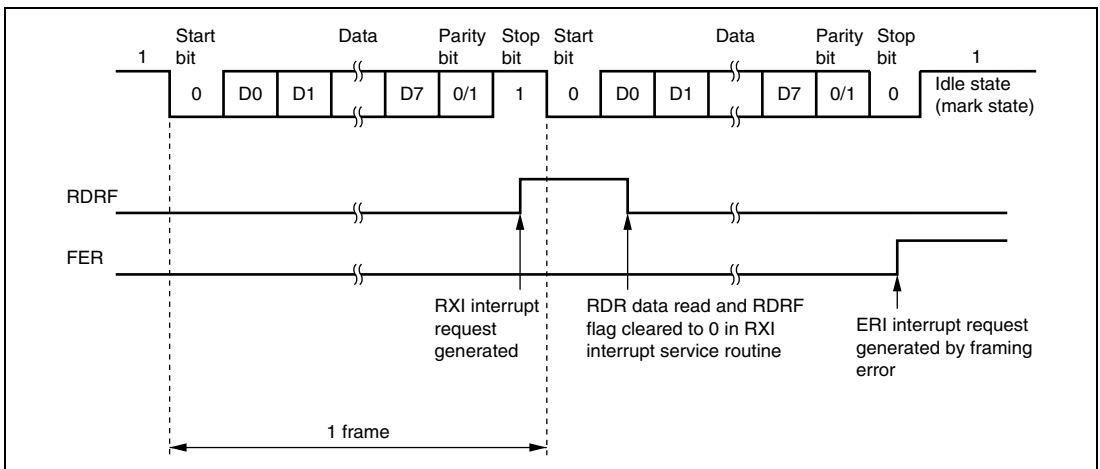 Start Data Parity Stop Start Data Parity Stop
1 bit bit bit bit bit bit 1
0 D0 D1 D7 0/1 1 0 D0 D1 D7 0/1 0 Idle state
(mark state)
RDRF
FER
RXI interrupt
request
generated
RDR data read and RDRF
flag cleared to 0 in RXI
interrupt service routine
ERI interrupt request
generated by framing
error
1 frame